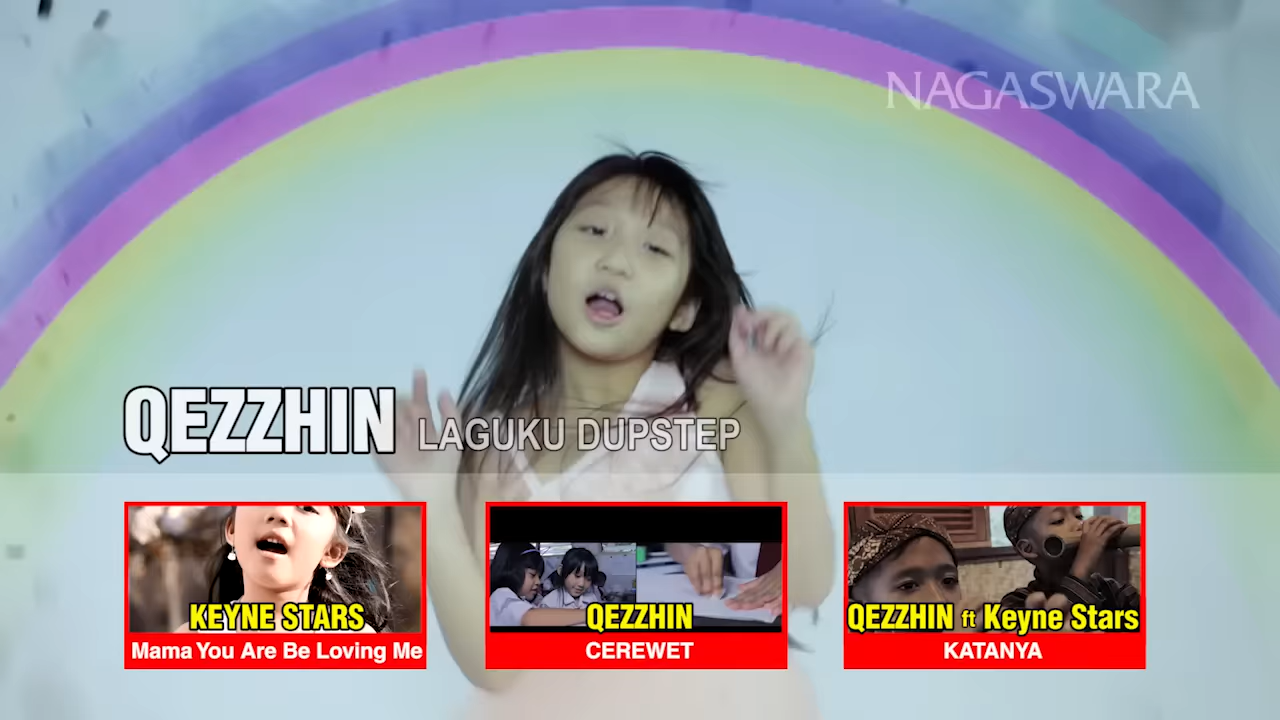 NAGASWARA
QEZZHIN LAGUKU DUPSTEP
KEYNE STARS
Mama You Are Be Loving Me
QEZZHIN
CEREWET
QEZZHIN ft Keyne Stars
KATANYA